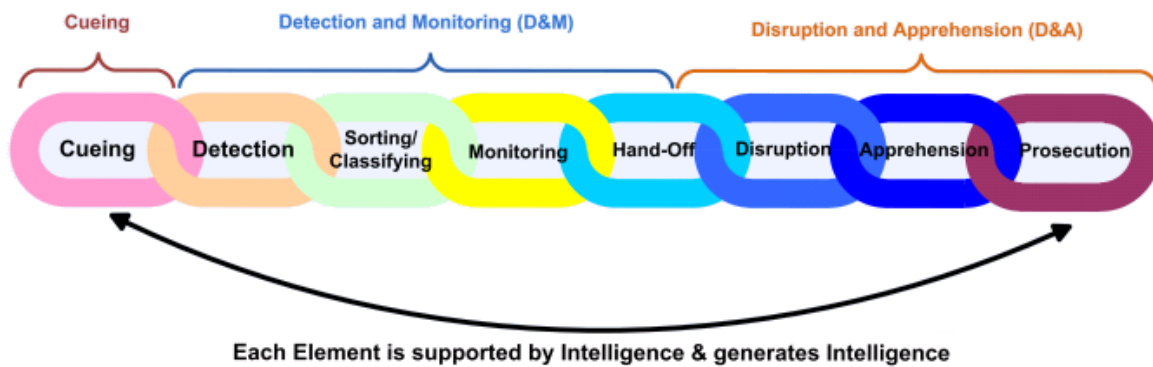 Cueing
Detection and Monitoring (D&M)
Disruption and Apprehension (D&A)
Cueing
Detection
Sorting/
Classifying
Monitoring
Hand-Off
Disruption
Apprehension
Prosecution
Each Element is supported by Intelligence & generates Intelligence